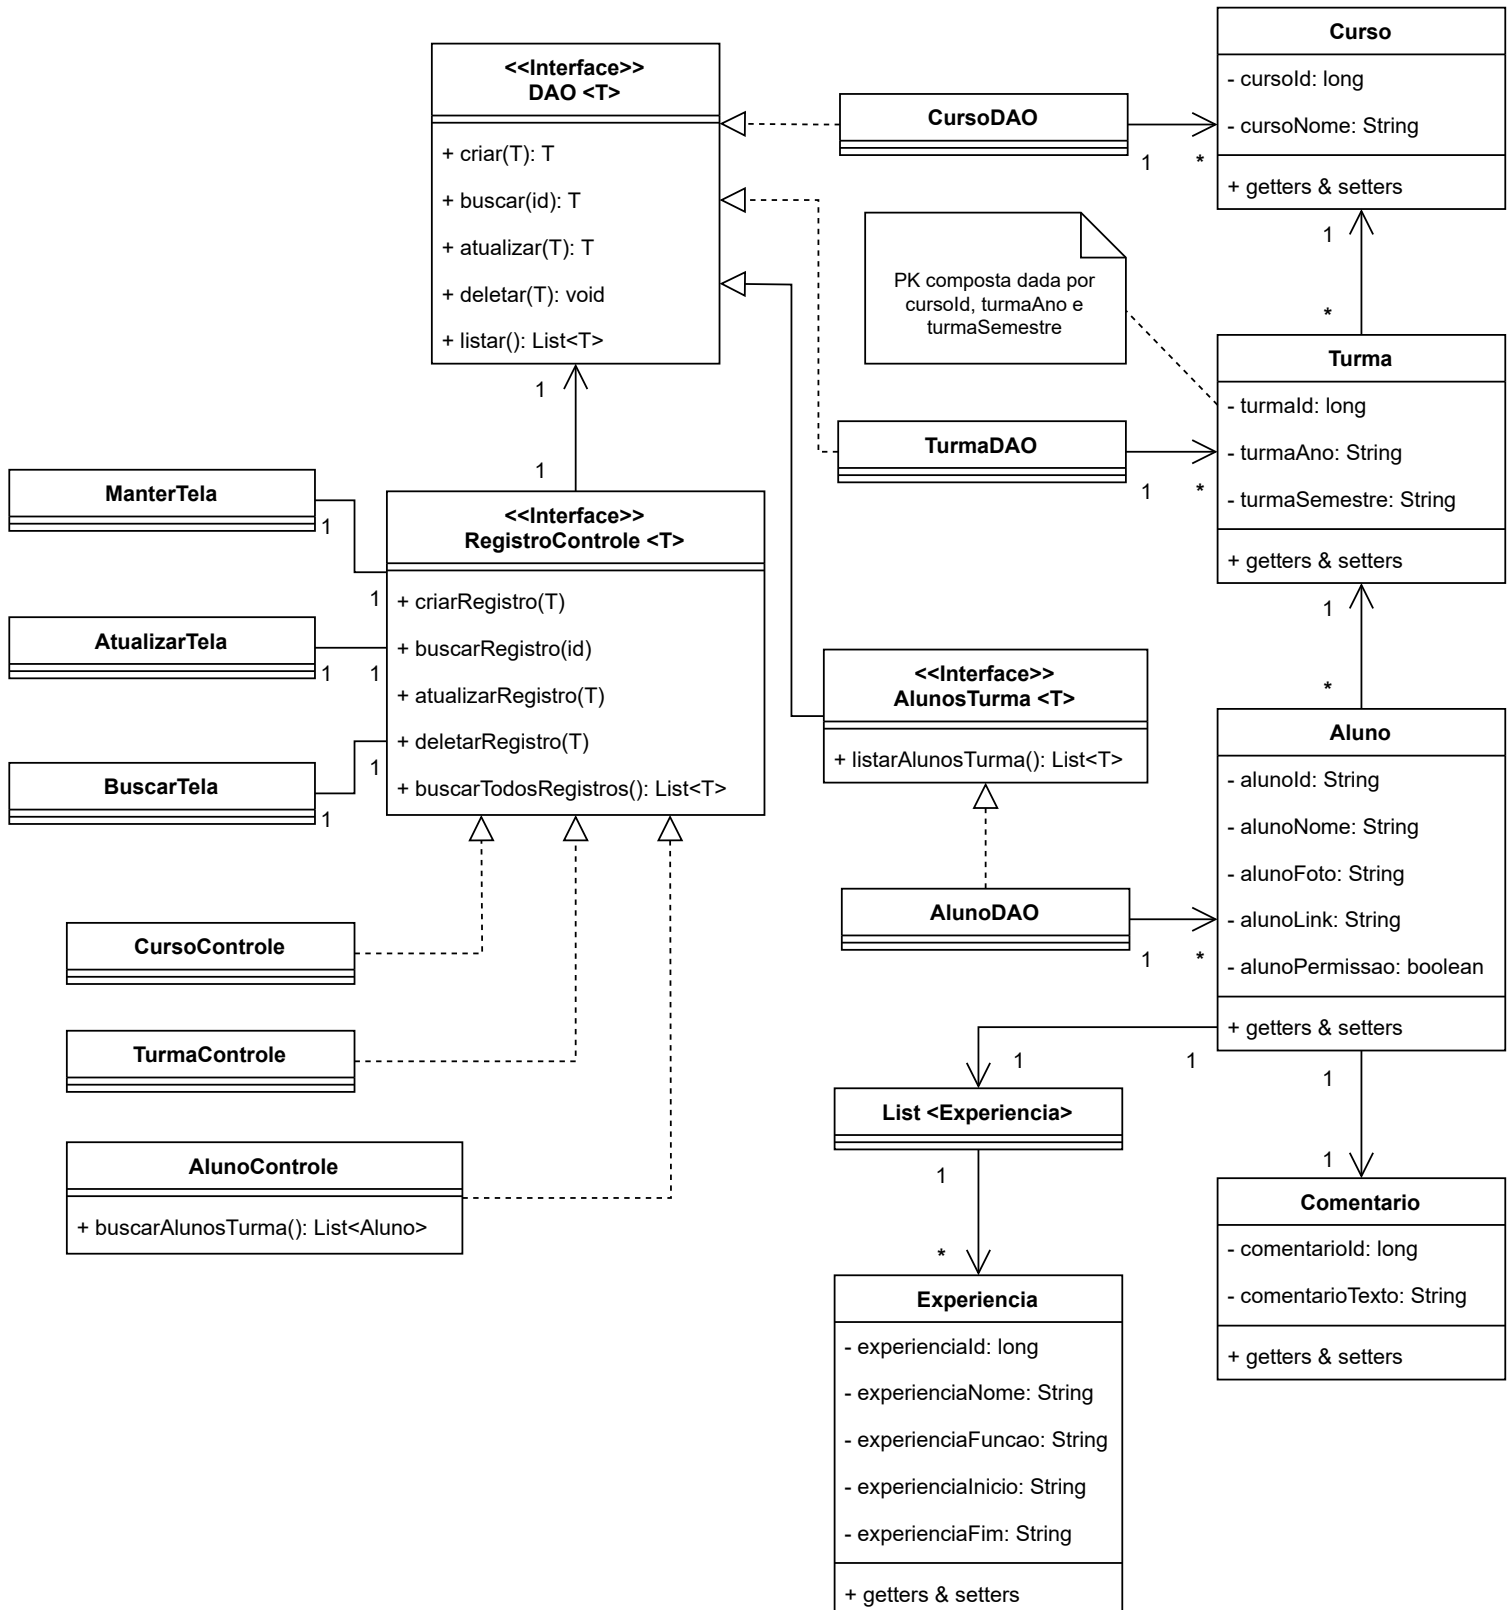 Curso
- cursoId: long
- cursoNome: String
+ getters & setters
<<Interface>>
DAO <T>
+ criar(T): T
+ buscar(id): T
+ atualizar(T): T
+ deletar(T): void
+ listar(): List<T>
CursoDAO
1
*
PK composta dada por
cursoId, turmaAno e
turmaSemestre
1
*
Turma
- turmaId: long
- turmaAno: String
- turmaSemestre: String
+ getters & setters
TurmaDAO
1
*
1
1
ManterTela
1
1
AtualizarTela
1
1
BuscarTela
1
1
<<Interface>>
RegistroControle <T>
+ criarRegistro(T)
+ buscarRegistro(id)
+ atualizarRegistro(T)
+ deletarRegistro(T)
+ buscarTodosRegistros(): List<T>
<<Interface>>
AlunosTurma <T>
+ listarAlunosTurma(): List<T>
1
*
Aluno
- alunoId: String
- alunoNome: String
- alunoFoto: String
- alunoLink: String
- alunoPermissao: boolean
+ getters & setters
AlunoDAO
1
*
CursoControle
TurmaControle
AlunoControle
+ buscarAlunosTurma(): List<Aluno>
1
1
List <Experiencia>
1
*
1
1
Comentario
- comentarioId: long
- comentarioTexto: String
+ getters & setters
Experiencia
- experienciaId: long
- experienciaNome: String
- experienciaFuncao: String
- experienciaInicio: String
- experienciaFim: String
+ getters & setters